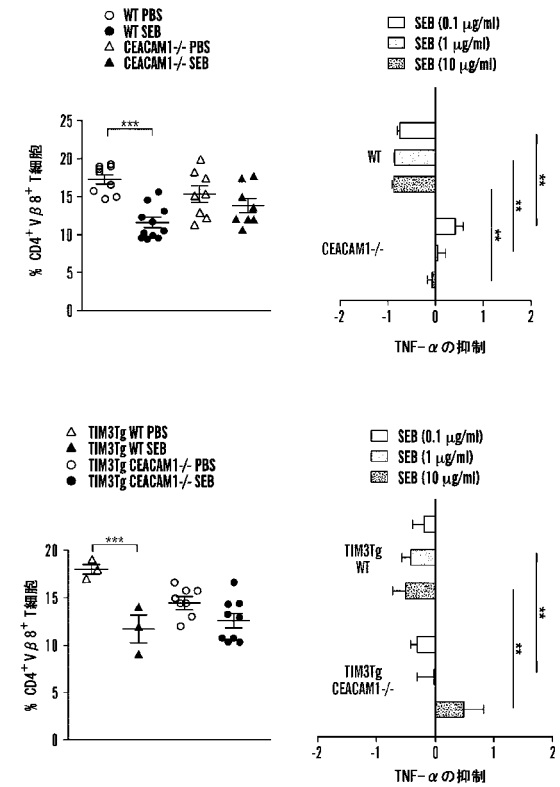 WT PBS
WT SEB
CEACAM1-/- PBS
CEACAM1-/- SEB
25
20
15
10
5
0
% CD4+ Vβ8+ T細胞
***
SEB (0.1 μg/ml)
SEB (1 μg/ml)
SEB (10 μg/ml)
WT
CEACAM1-/-
**
**
**
-2 -1 0 1 2
TNF-αの抑制
TIM3Tg WT PBS
TIM3Tg WT SEB
TIM3Tg CEACAM1-/- PBS
TIM3Tg CEACAM1-/- SEB
20
15
10
5
0
% CD4+ Vβ8+ T細胞
***
SEB (0.1 μg/ml)
SEB (1 μg/ml)
SEB (10 μg/ml)
TIM3Tg
WT
TIM3Tg
CEACAM1-/-
**
**
-2 -1 0 1 2
TNF-αの抑制